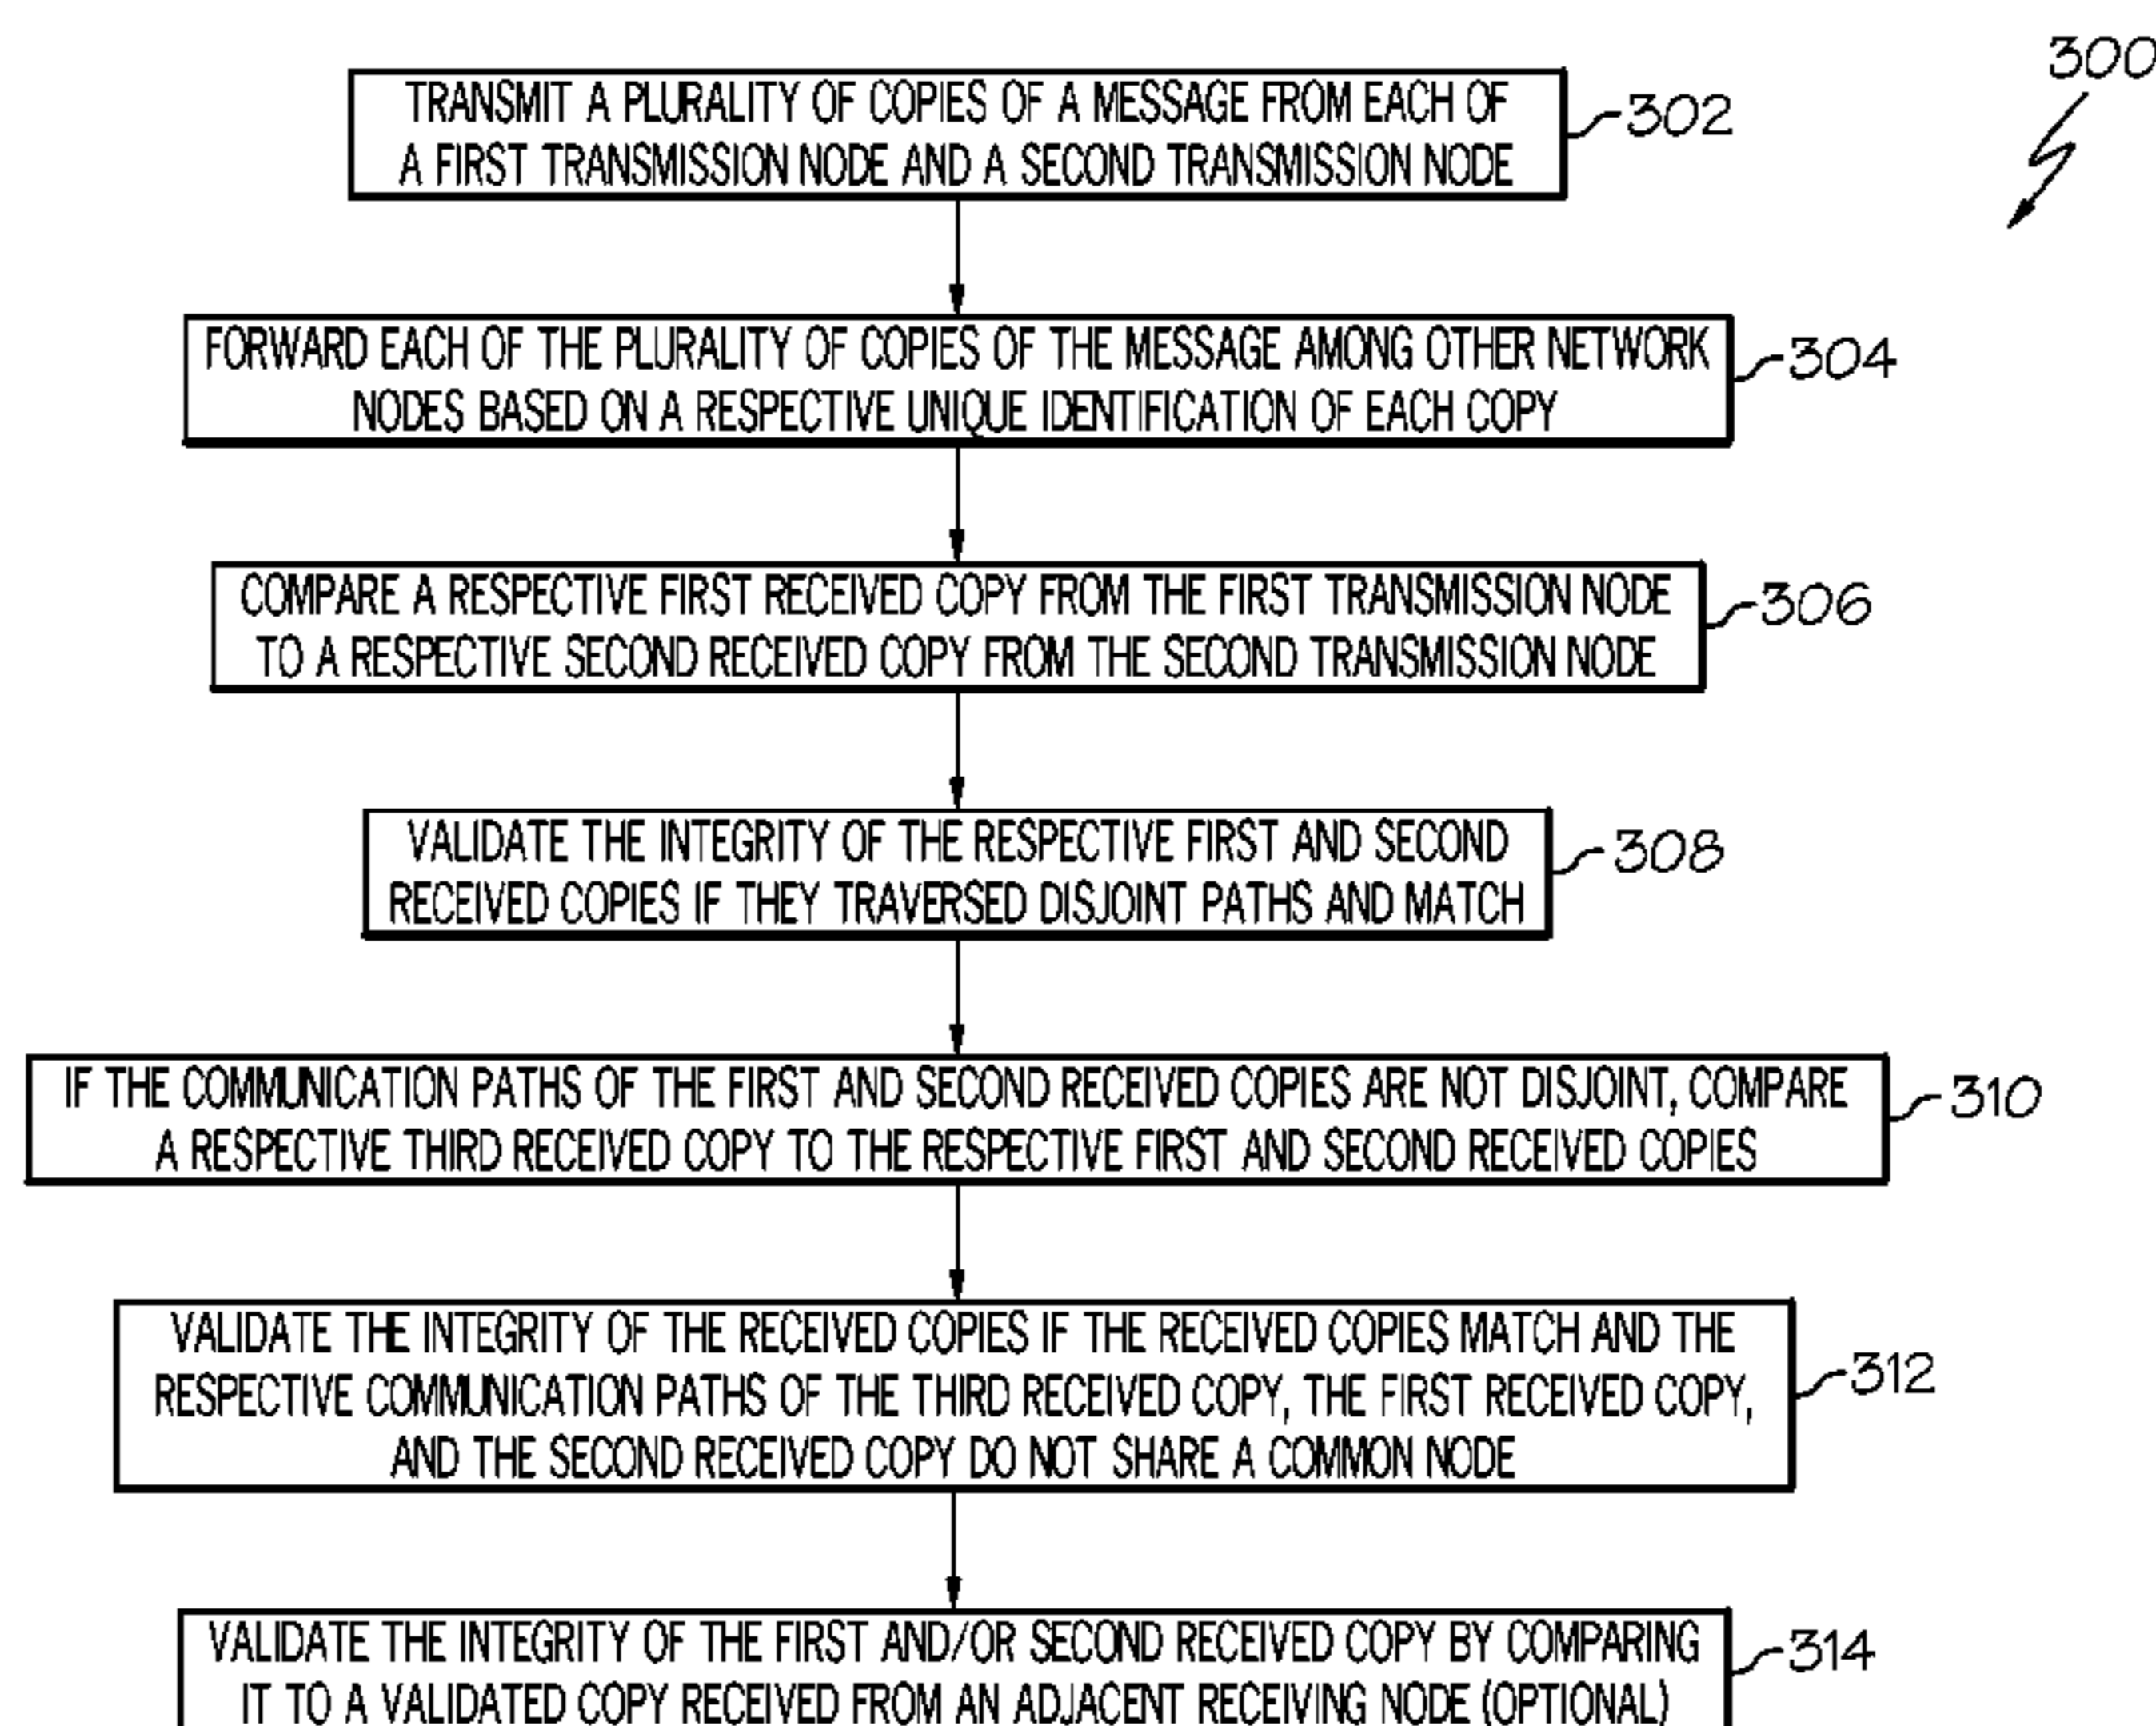 300
TRANSMIT A PLURALITY OF COPIES OF A MESSAGE FROM EACH OF
A FIRST TRANSMISSION NODE AND A SECOND TRANSMISSION NODE
302
FORWARD EACH OF THE PLURALITY OF COPIES OF THE MESSAGE AMONG OTHER NETWORK
NODES BASED ON A RESPECTIVE UNIQUE IDENTIFICATION OF EACH COPY
304
COMPARE A RESPECTIVE FIRST RECEIVED COPY FROM THE FIRST TRANSMISSION NODE
TO A RESPECTIVE SECOND RECEIVED COPY FROM THE SECOND TRANSMISSION NODE
306
VALIDATE THE INTEGRITY OF THE RESPECTIVE FIRST AND SECOND
RECEIVED COPIES IF THEY TRAVERSED DISJOINT PATHS AND MATCH
308
IF THE COMMUNICATION PATHS OF THE FIRST AND SECOND RECEIVED COPIES ARE NOT DISJOINT, COMPARE
A RESPECTIVE THIRD RECEIVED COPY TO THE RESPECTIVE FIRST AND SECOND RECEIVED COPIES
310
VALIDATE THE INTEGRITY OF THE RECEIVED COPIES IF THE RECEIVED COPIES MATCH AND THE
RESPECTIVE COMMUNICATION PATHS OF THE THIRD RECEIVED COPY, THE FIRST RECEIVED COPY,
AND THE SECOND RECEIVED COPY DO NOT SHARE A COMMON NODE
312
VALIDATE THE INTEGRITY OF THE FIRST AND/OR SECOND RECEIVED COPY BY COMPARING
IT TO A VALIDATED COPY RECEIVED FROM AN ADJACENT RECEIVING NODE (OPTIONAL)
314